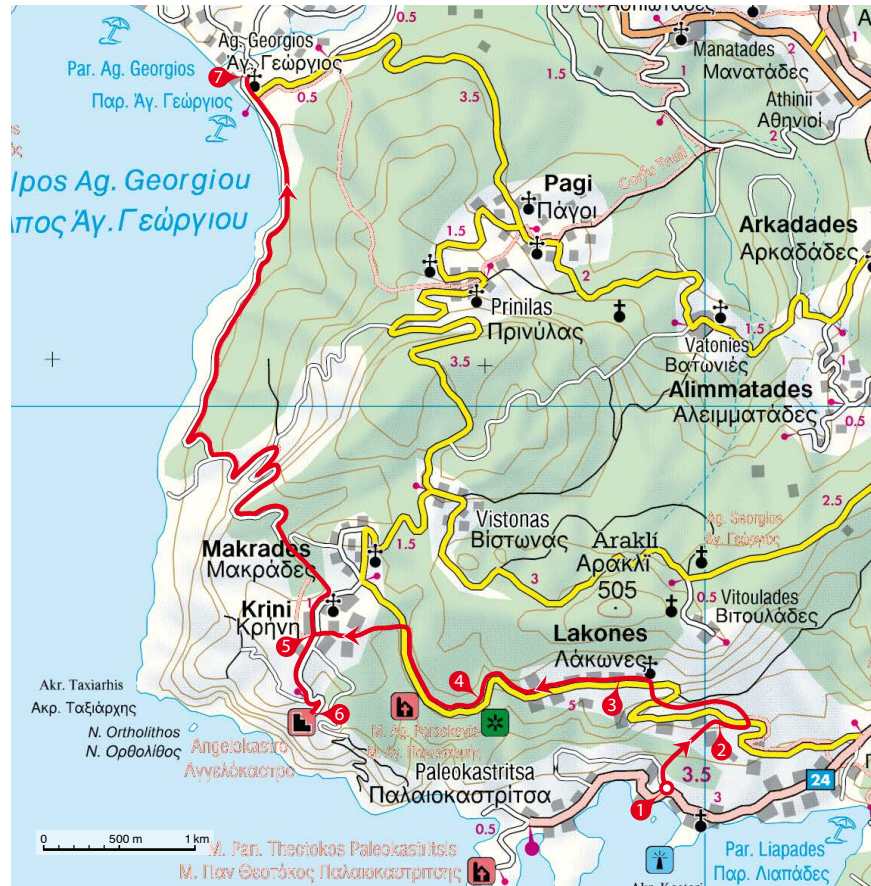 0.5
Ag. Georgios
Άγ. Γεώργιος
Par. Ag. Georgios
Παρ. Άγ. Γεώργιος
7
0.5
3.5
1.5
1
2
1
Manatades
Μανατάδες
Athinii
Αθηνιοί
2
lpos Ag. Georgiou
πος Άγ. Γεώργιου
Corfu Trail
Pagi
Πάγοι
1.5
2
Arkadades
Αρκαδάδες
Prinilas
Πρινύλας
3.5
1.5
Vatonies
Βατωνιές
1
Alimmatades
Αλειμματάδες
0.5
2.5
Vistonas
Βίστωνας
3
Araklí
Αρακλϊ
505
Ag. Georgios
Αγ. Γεώργιος
0.5
Vitoulades
Βιτουλάδες
Makrades
Μακράδες
1.5
Krini
Κρήνη
1
5
Lakones
Λάκωνες
4
5
3
2
Akr. Taxiarhis
Ακρ. Ταξιάρχης
N. Ortholithos
Ν. Ορθολίθος
6
Angelokastro
Αγγελόκαστρο
M. Ag. Paraskevis
Paleokastritsa
Παλαιοκαστρίτσα
3.5
1
3
24
0.5
0
500 m
1 km
M. Pan. Theotokos Paleokastritsis
Μ. Παν Θεοτόκος Παλαιοκαστρίτσης
Par. Liapades
Παρ. Λιαπάδες